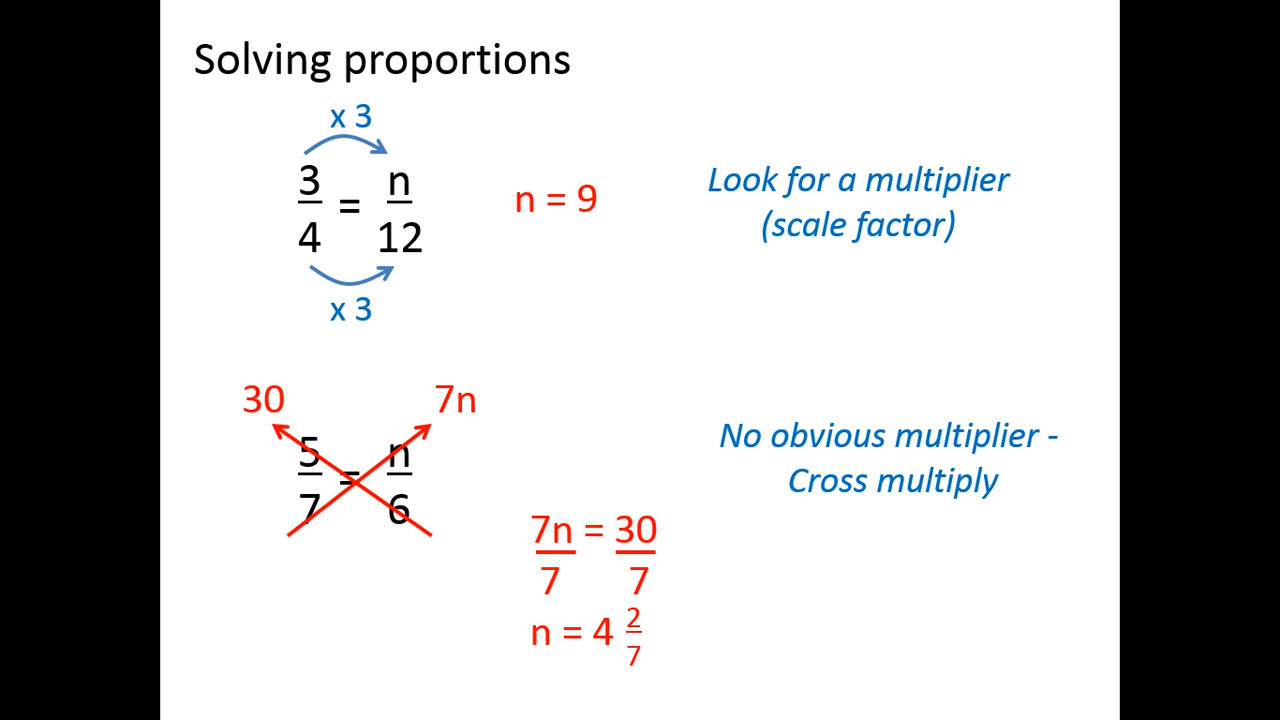 Solving proportions
x 3
3/4 = n/12
n = 9
Look for a multiplier
(scale factor)
x 3
30 7n
5/7 = n/6
No obvious multiplier -
Cross multiply
7n = 30
7 7
n = 4 2/7